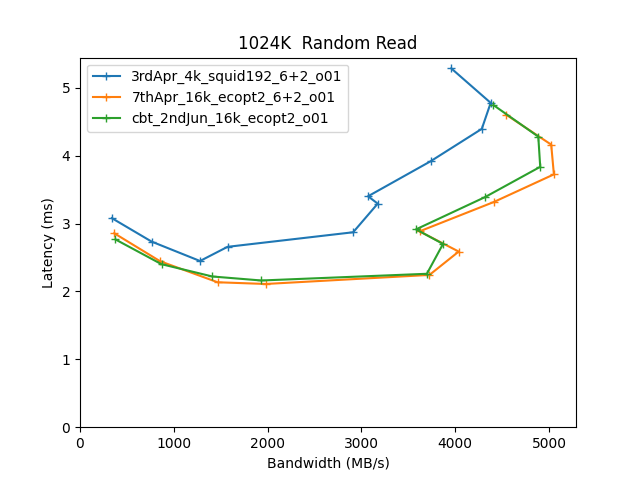 1024K  Random Read
3rdApr_4k_squid192_6+2_o01
7thApr_16k_ecopt2_6+2_o01
cbt_2ndJun_16k_ecopt2_o01
Latency (ms)
5
4
3
2
1
0
0 1000 2000 3000 4000 5000
Bandwidth (MB/s)